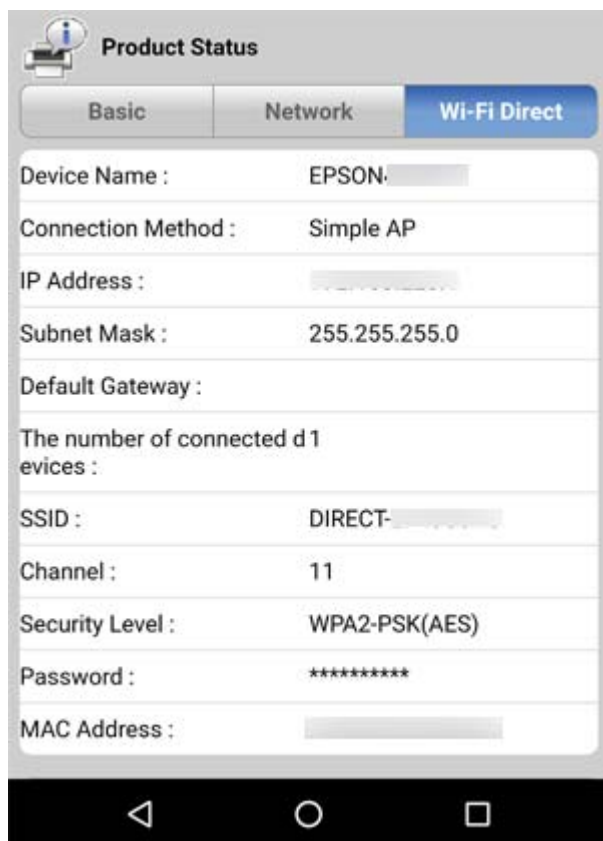 Product Status
Basic Network Wi-Fi Direct
Device Name : EPSON
Connection Method : Simple AP
IP Address :
Subnet Mask : 255.255.255.0
Default Gateway :
The number of connected d 1
evices :
SSID : DIRECT-
Channel : 11
Security Level : WPA2-PSK(AES)
Password : **********
MAC Address :